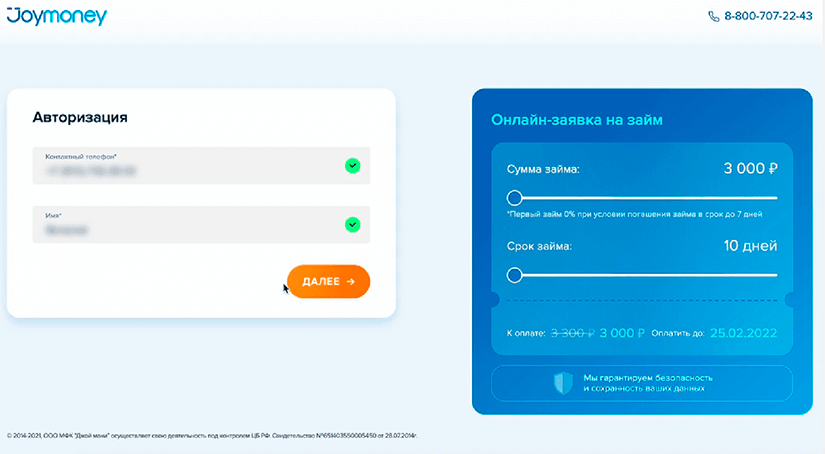 Joymoney
8-800-707-22-43
Авторизация
Контактный телефон*
Имя*
ДАЛЕЕ →
Онлайн-заявка на займ
Сумма займа: 3 000 ₽
*Первый займ 0% при условии погашения займа в срок до 7 дней
Срок займа: 10 дней
К оплате: 3 300 ₽ 3 000 ₽ Оплатить до: 25.02.2022
Мы гарантируем безопасность
и сохранность ваших данных
© 2014-2021, ООО МФК "Джой мани" осуществляет свою деятельность под контролем ЦБ РФ. Свидетельство №651403550005450 от 28.07.2014г.